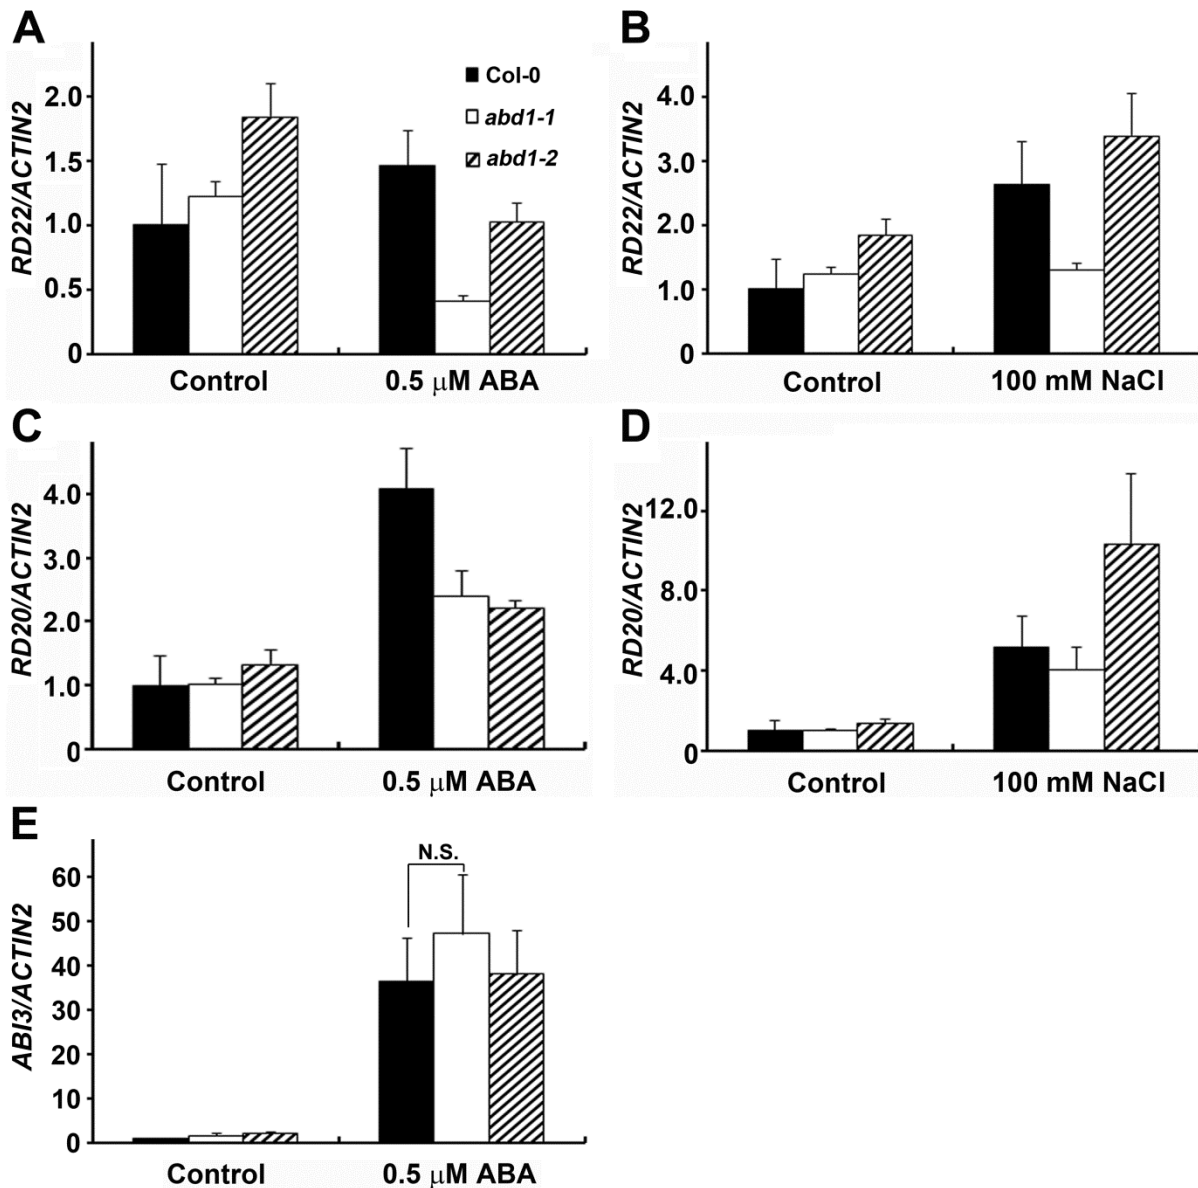 A
RD22/ACTIN2
2.0
1.5
1.0
0.5
0
Col-0
abd1-1
abd1-2
Control
0.5 μM ABA
B
RD22/ACTIN2
4.0
3.0
2.0
1.0
0
Control
100 mM NaCl
C
RD20/ACTIN2
4.0
3.0
2.0
1.0
0
Control
0.5 μM ABA
D
RD20/ACTIN2
12.0
8.0
4.0
0
Control
100 mM NaCl
E
ABI3/ACTIN2
60
50
40
30
20
10
0
N.S.
Control
0.5 μM ABA